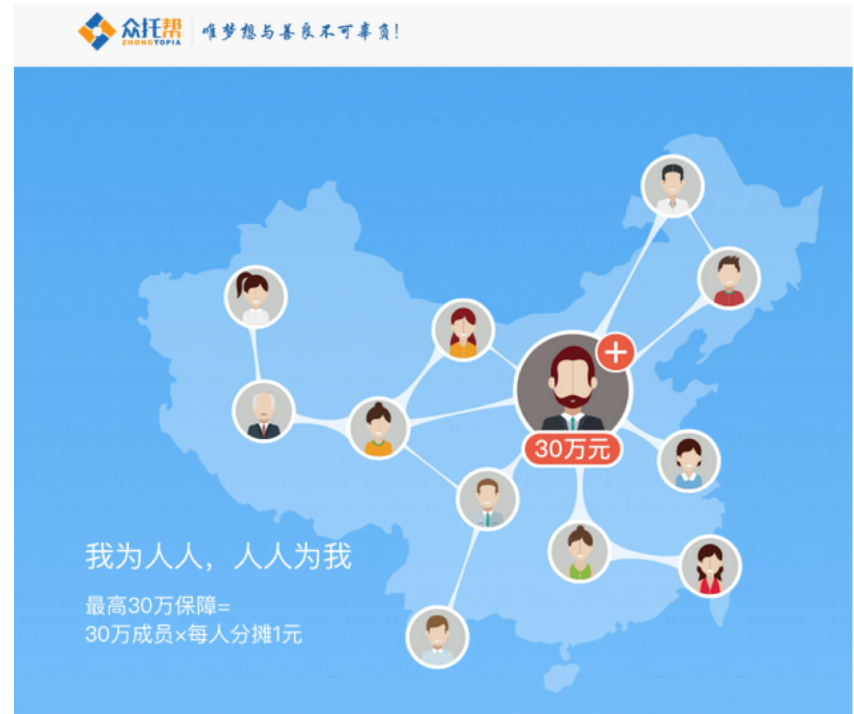 众托帮 唯梦想与善良不可辜负！
ZHONGTOPIA
30万元
我为人人，人人为我
最高30万保障=
30万成员×每人分摊1元